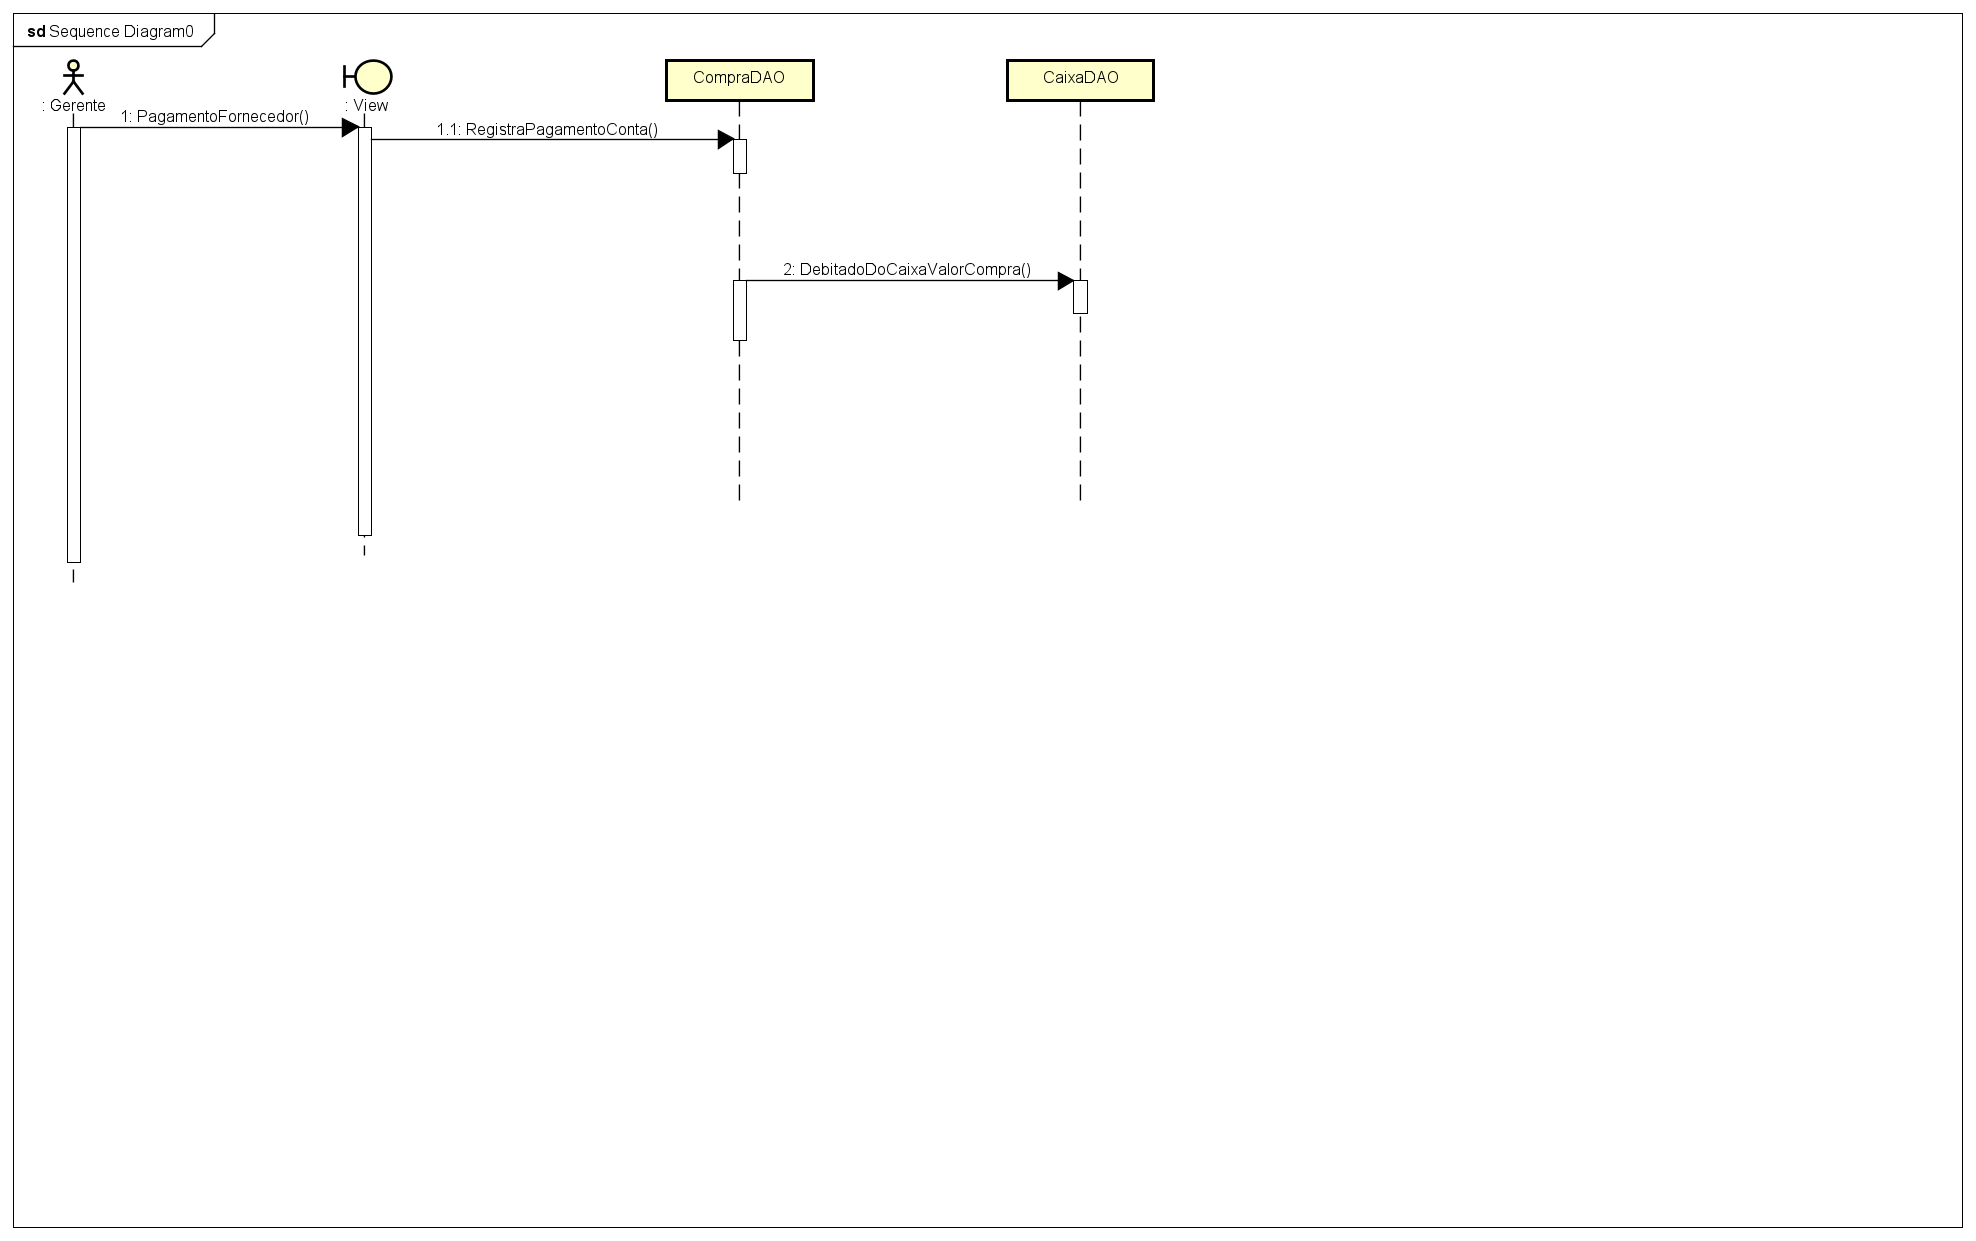 sd Sequence Diagram0
: Gerente
: View
CompraDAO
CaixaDAO
1: PagamentoFornecedor()
1.1: RegistraPagamentoConta()
2: DebitadoDoCaixaValorCompra()